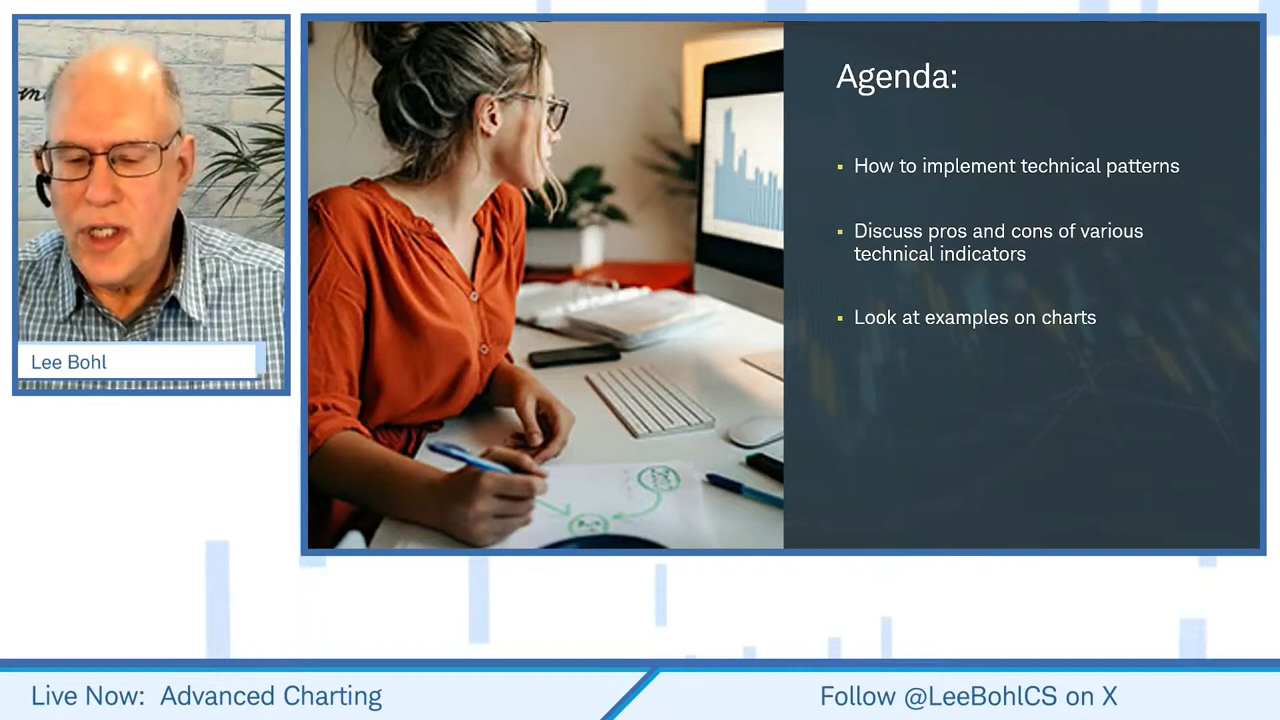 Lee Bohl
Agenda:
How to implement technical patterns
Discuss pros and cons of various
technical indicators
Look at examples on charts
Live Now: Advanced Charting
Follow @LeeBohlCS on X